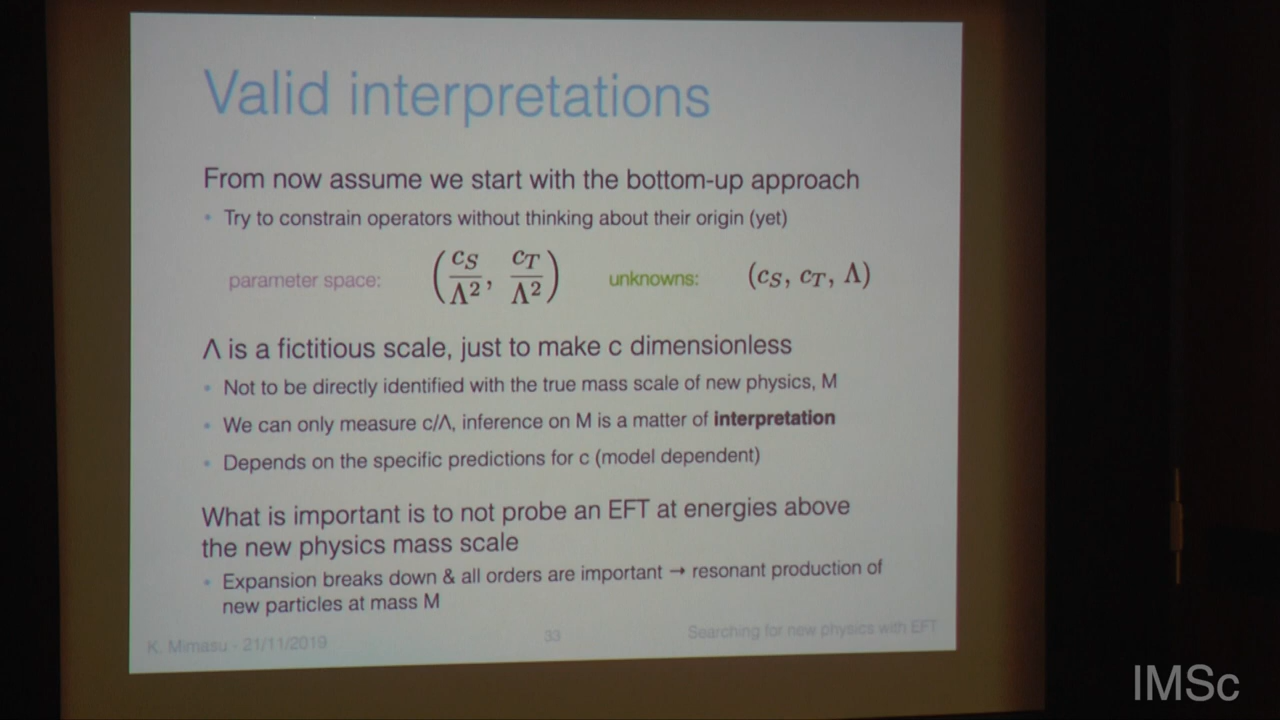 Valid interpretations
From now assume we start with the bottom-up approach
• Try to constrain operators without thinking about their origin (yet)
parameter space: (c_S/Λ², c_T/Λ²) unknowns: (c_S, c_T, Λ)
Λ is a fictitious scale, just to make c dimensionless
• Not to be directly identified with the true mass scale of new physics, M
• We can only measure c/Λ, inference on M is a matter of interpretation
• Depends on the specific predictions for c (model dependent)
What is important is to not probe an EFT at energies above
the new physics mass scale
• Expansion breaks down & all orders are important → resonant production of
new particles at mass M
K. Mimasu - 21/11/2019 33 Searching for new physics with EFT
IMSc